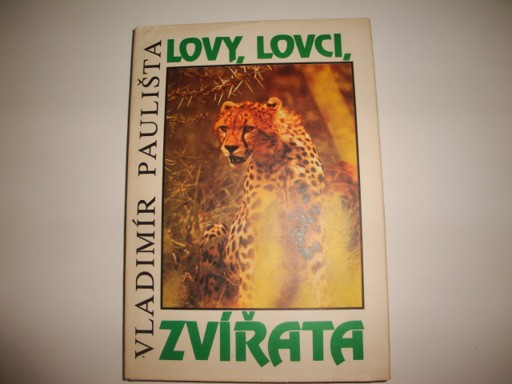 VLADIMÍR PAULIŠTA
LOVY, LOVCI,
ZVÍŘATA